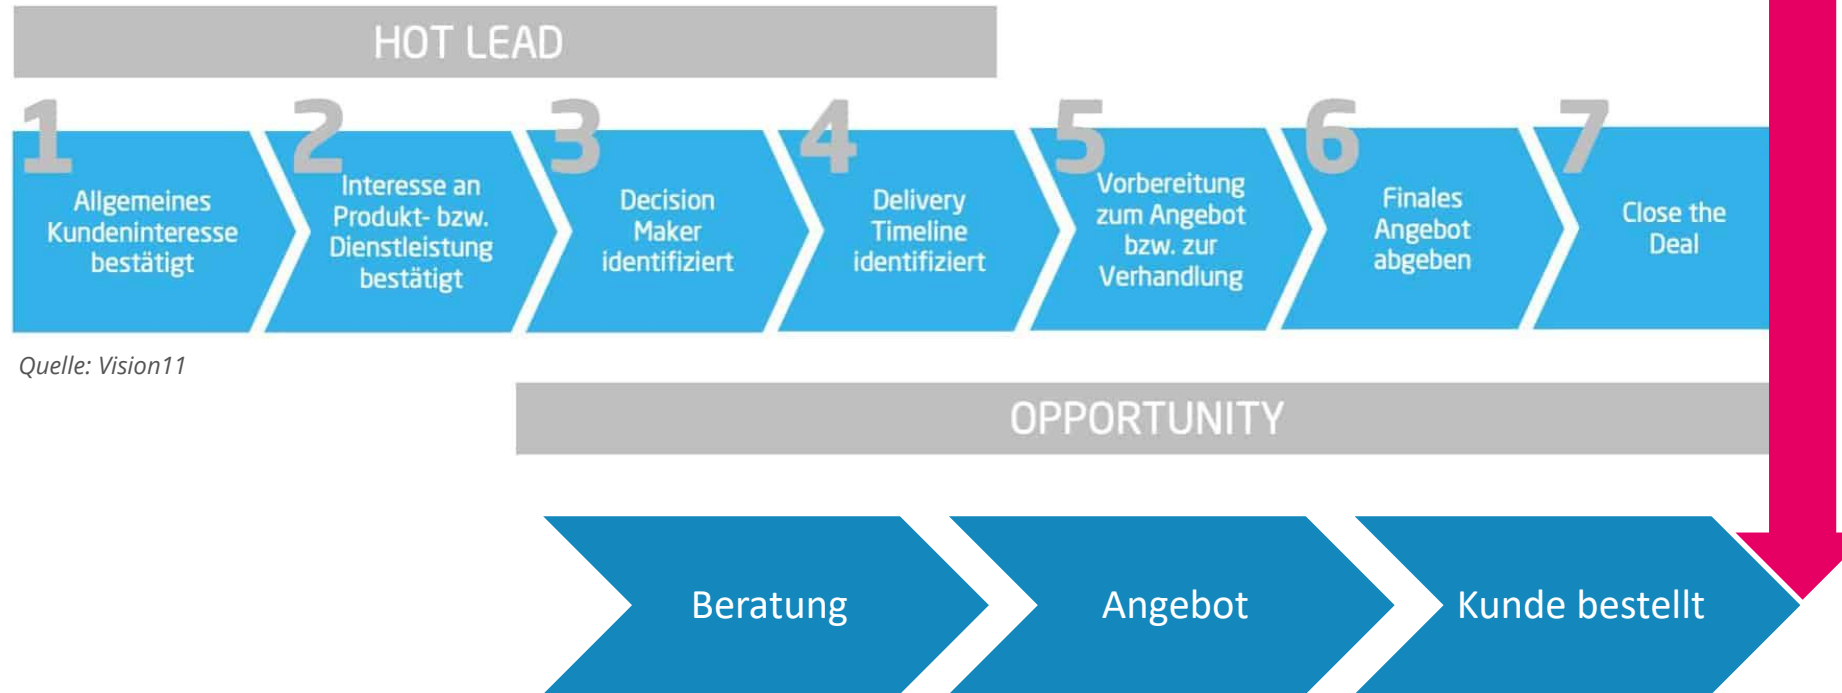 HOT LEAD
1
Allgemeines
Kundeninteresse
bestätigt
2
Interesse an
Produkt- bzw.
Dienstleistung
bestätigt
3
Decision
Maker
identifiziert
4
Delivery
Timeline
identifiziert
5
Vorbereitung
zum Angebot
bzw. zur
Verhandlung
6
Finales
Angebot
abgeben
7
Close the
Deal
Quelle: Vision11
OPPORTUNITY
Beratung
Angebot
Kunde bestellt